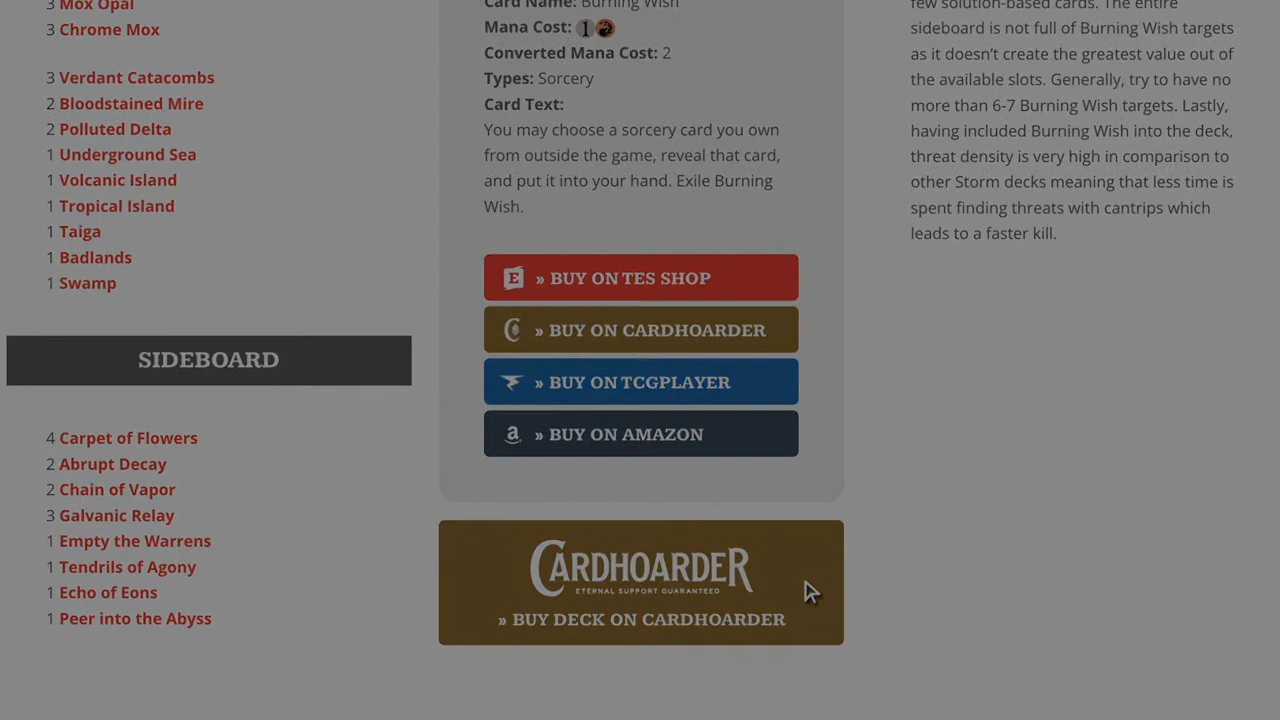 3 Mox Opal
3 Chrome Mox
3 Verdant Catacombs
2 Bloodstained Mire
2 Polluted Delta
1 Underground Sea
1 Volcanic Island
1 Tropical Island
1 Taiga
1 Badlands
1 Swamp
SIDEBOARD
4 Carpet of Flowers
2 Abrupt Decay
2 Chain of Vapor
3 Galvanic Relay
1 Empty the Warrens
1 Tendrils of Agony
1 Echo of Eons
1 Peer into the Abyss
Card Name: Burning Wish
Mana Cost: 1
Converted Mana Cost: 2
Types: Sorcery
Card Text:
You may choose a sorcery card you own
from outside the game, reveal that card,
and put it into your hand. Exile Burning
Wish.
E » BUY ON TES SHOP
» BUY ON CARDHOARDER
» BUY ON TCGPLAYER
a » BUY ON AMAZON
CARDHOARDER
ETERNAL SUPPORT GUARANTEED
» BUY DECK ON CARDHOARDER
few solution-based cards. The entire
sideboard is not full of Burning Wish targets
as it doesn’t create the greatest value out of
the available slots. Generally, try to have no
more than 6-7 Burning Wish targets. Lastly,
having included Burning Wish into the deck,
threat density is very high in comparison to
other Storm decks meaning that less time is
spent finding threats with cantrips which
leads to a faster kill.